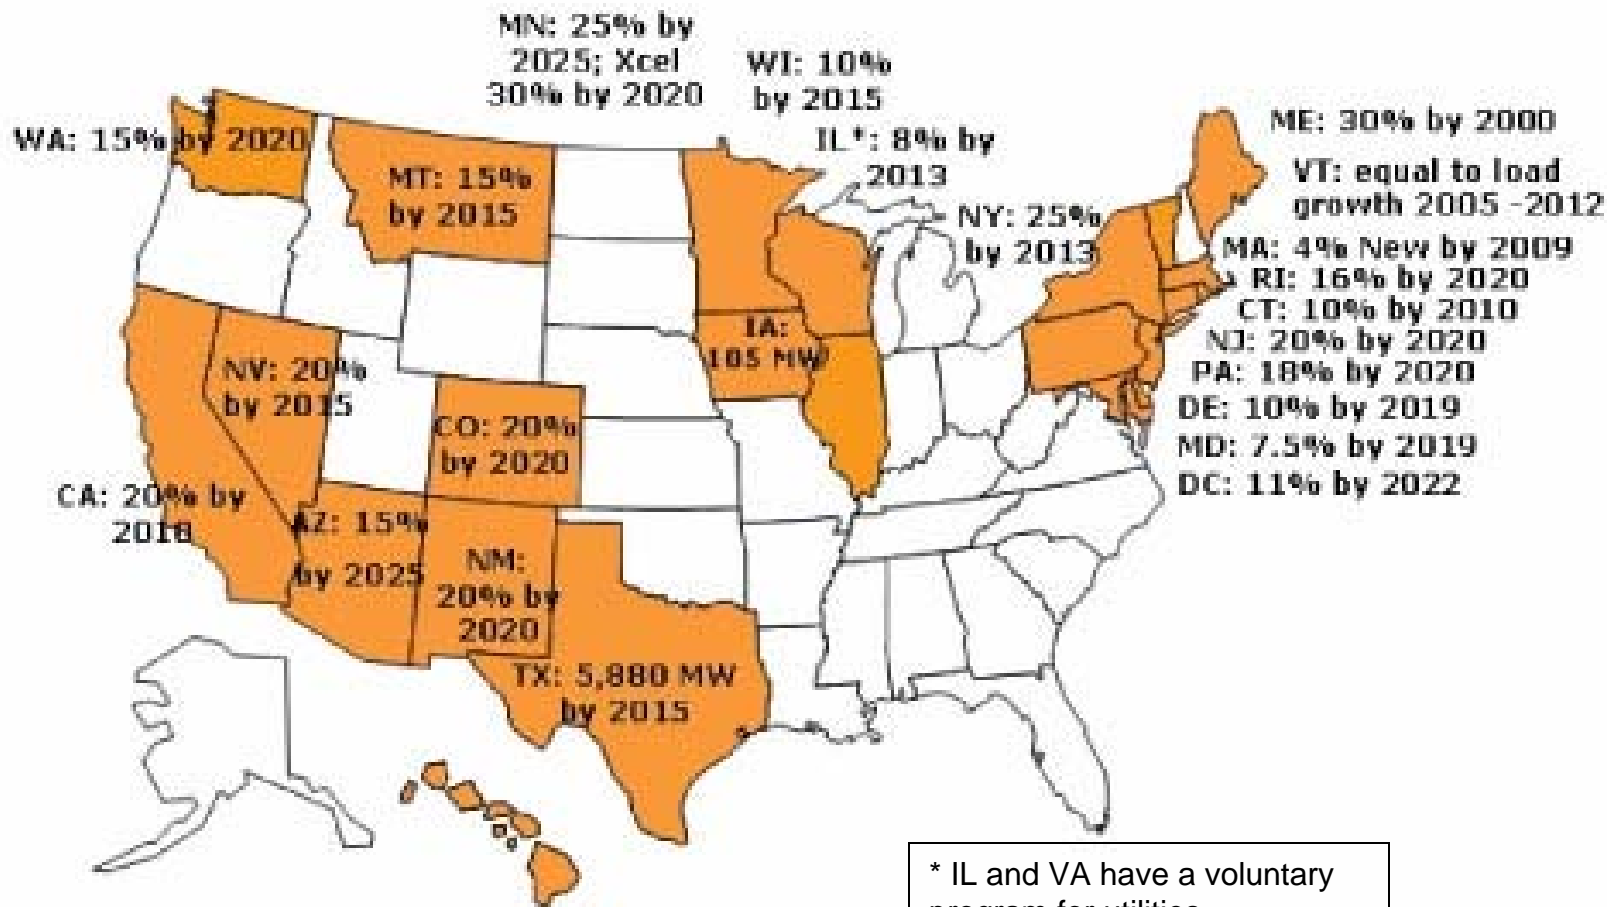 MN: 25% by
2025; Xcel
30% by 2020
WI: 10%
by 2015
IL*: 8% by
2013
WA: 15% by 2020
MT: 15%
by 2015
NY: 25%
by 2013
ME: 30% by 2000
VT: equal to load
growth 2005 -2012
MA: 4% New by 2009
RI: 16% by 2020
CT: 10% by 2010
NJ: 20% by 2020
PA: 18% by 2020
DE: 10% by 2019
MD: 7.5% by 2019
DC: 11% by 2022
IA:
105 MW
NV: 20%
by 2015
CO: 20%
by 2020
CA: 20% by
2010
AZ: 15%
by 2025
NM:
20% by
2020
TX: 5,880 MW
by 2015
* IL and VA have a voluntary
program for utilities